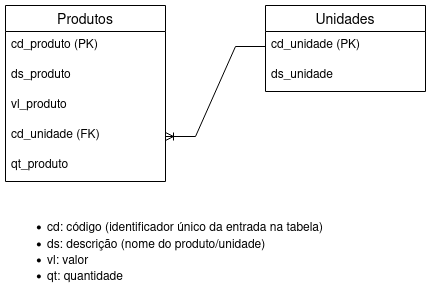 Produtos
cd_produto (PK)
ds_produto
vl_produto
cd_unidade (FK)
qt_produto
Unidades
cd_unidade (PK)
ds_unidade
• cd: código (identificador único da entrada na tabela)
• ds: descrição (nome do produto/unidade)
• vl: valor
• qt: quantidade